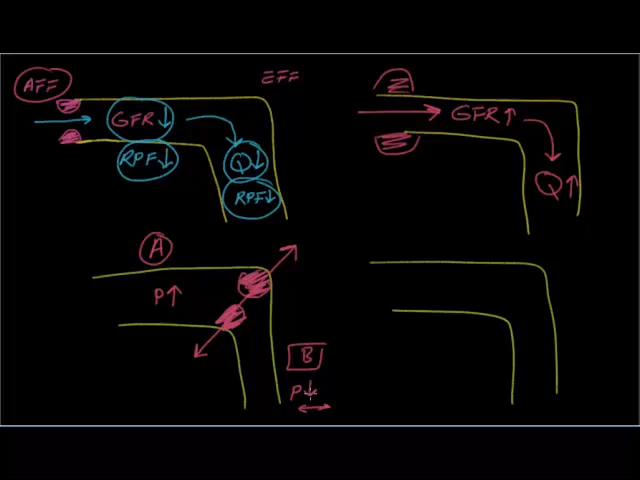 AFF
EFF
GFR↓
RPF↓
Q↓
RPF↓
GFR↑
Q↑
A
P↑
B
P↓